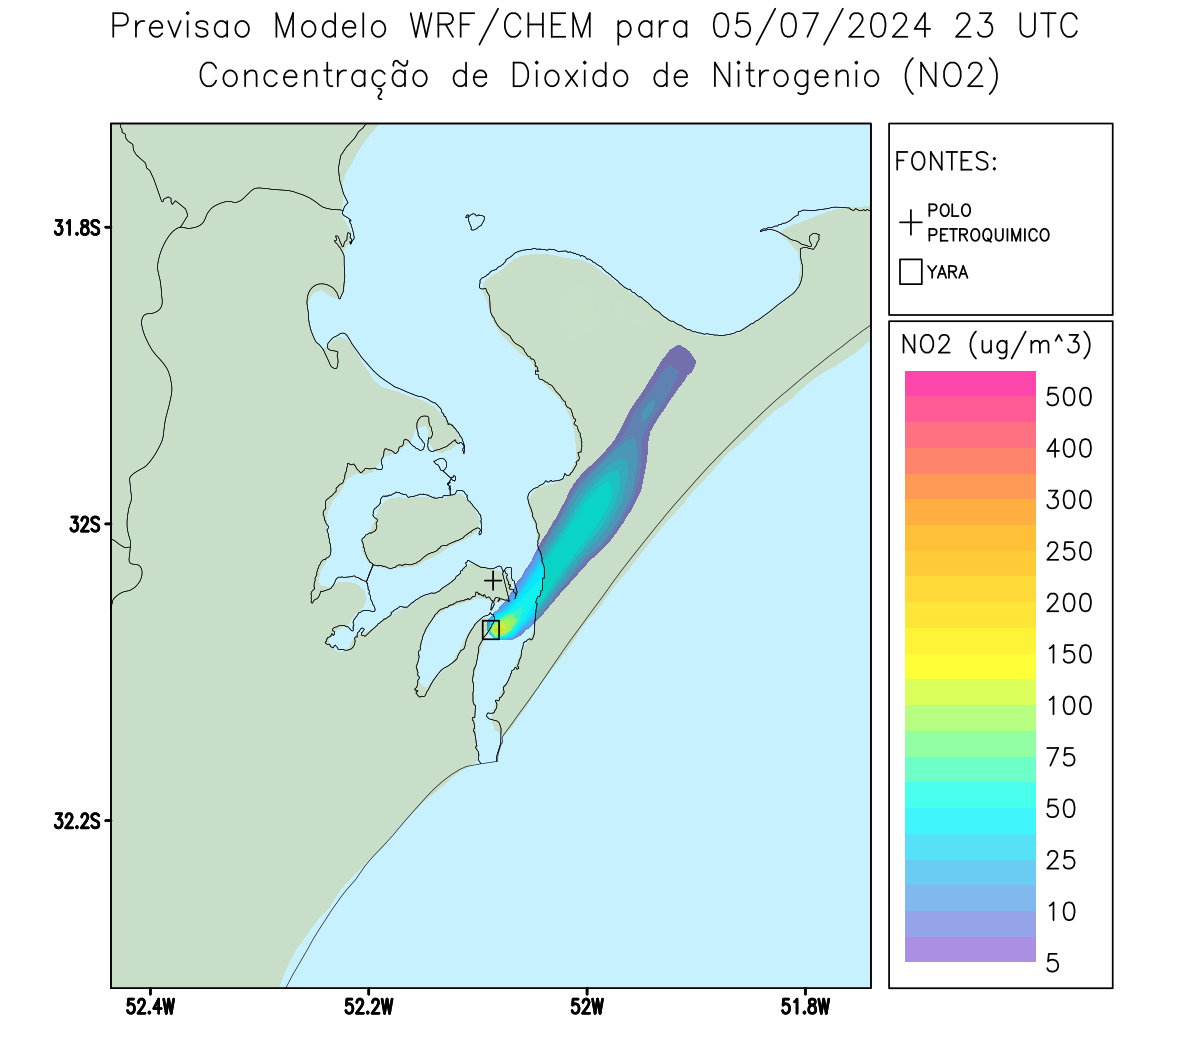 Previsao Modelo WRF/CHEM para 05/07/2024 23 UTC
Concentração de Dioxido de Nitrogenio (NO2)
FONTES:
POLO
PETROQUIMICO
YARA
NO2 (ug/m^3)
500
400
300
250
200
150
100
75
50
25
10
5
31.8S
32S
32.2S
52.4W
52.2W
52W
51.8W